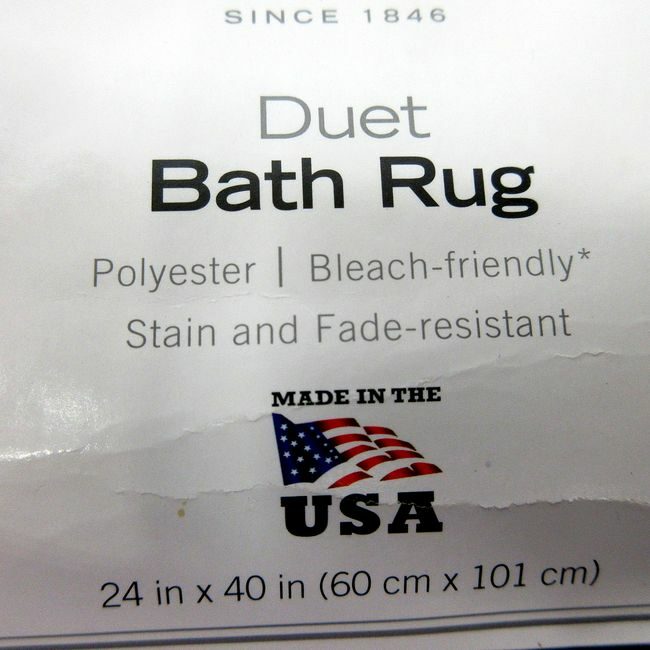 SINCE 1846
Duet
Bath Rug
Polyester | Bleach-friendly*
Stain and Fade-resistant
MADE IN THE
USA
24 in x 40 in (60 cm x 101 cm)